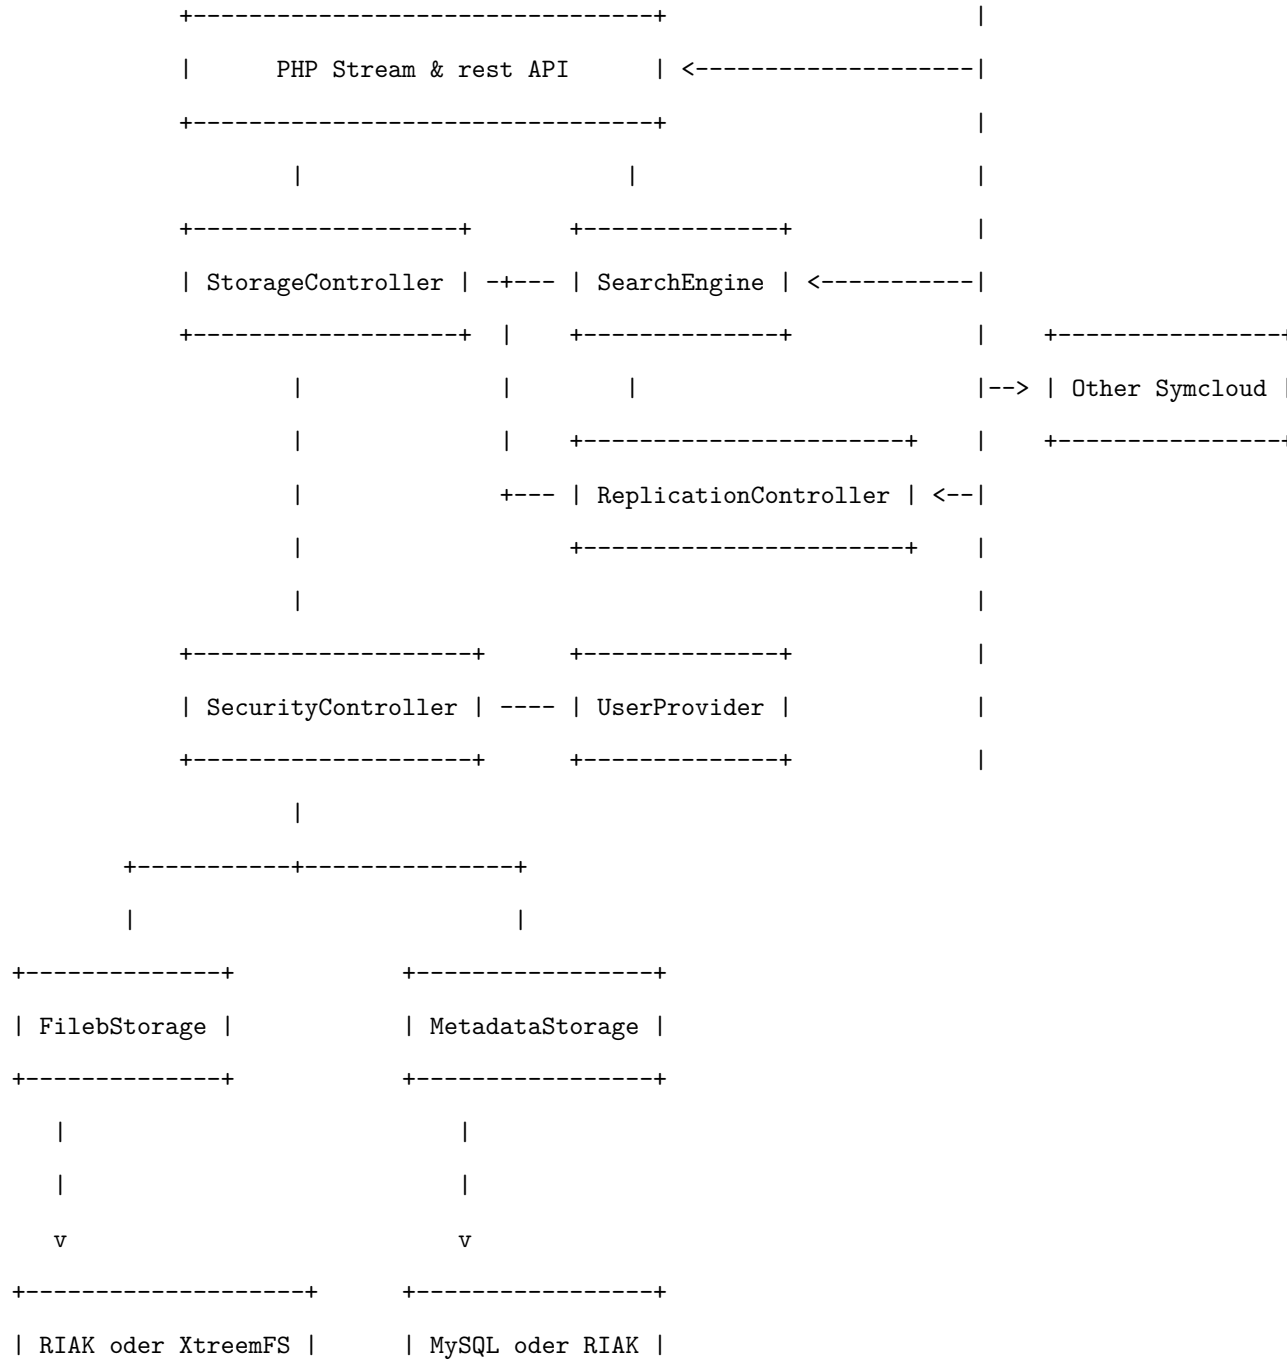 PHP Stream & rest API
StorageController
SearchEngine
Other Symcloud
ReplicationController
SecurityController
UserProvider
FilebStorage
MetadataStorage
RIAK oder XtreemFS
MySQL oder RIAK